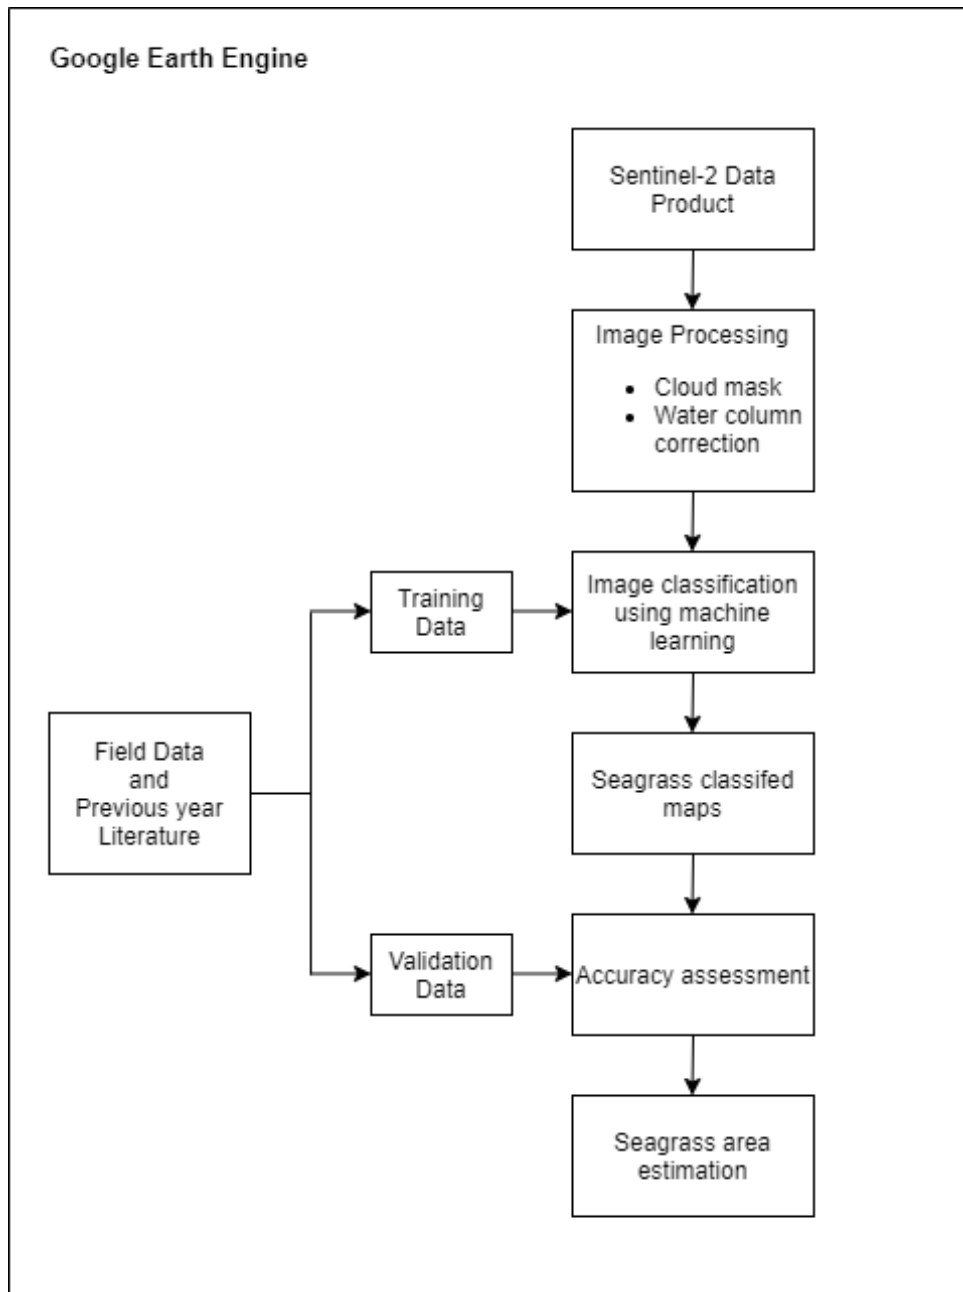 Google Earth Engine
Sentinel-2 Data
Product
Image Processing
• Cloud mask
• Water column
correction
Training
Data
Image classification
using machine
learning
Field Data
and
Previous year
Literature
Seagrass classifed
maps
Validation
Data
Accuracy assessment
Seagrass area
estimation